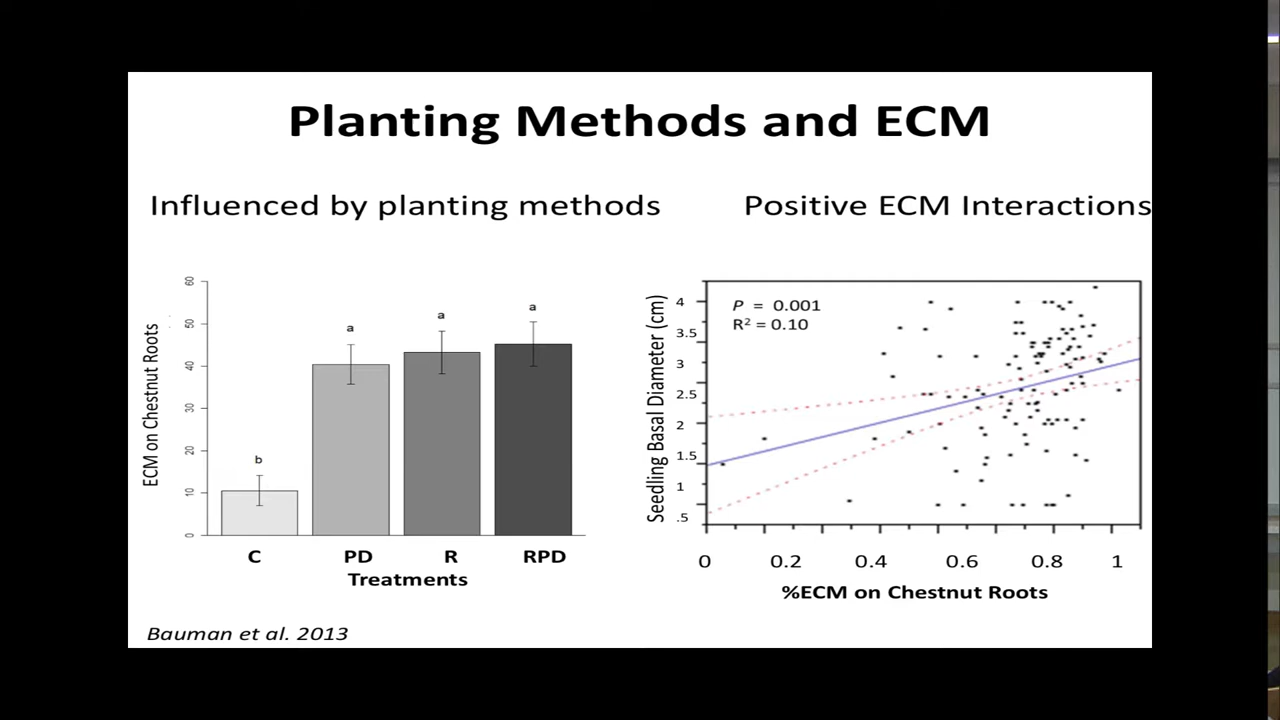 Planting Methods and ECM
Influenced by planting methods
Positive ECM Interactions
ECM on Chestnut Roots
60
50
40
30
20
10
0
b
a
a
a
C PD R RPD
Treatments
Seedling Basal Diameter (cm)
4
3.5
3
2.5
2
1.5
1
.5
P = 0.001
R² = 0.10
0 0.2 0.4 0.6 0.8 1
%ECM on Chestnut Roots
Bauman et al. 2013